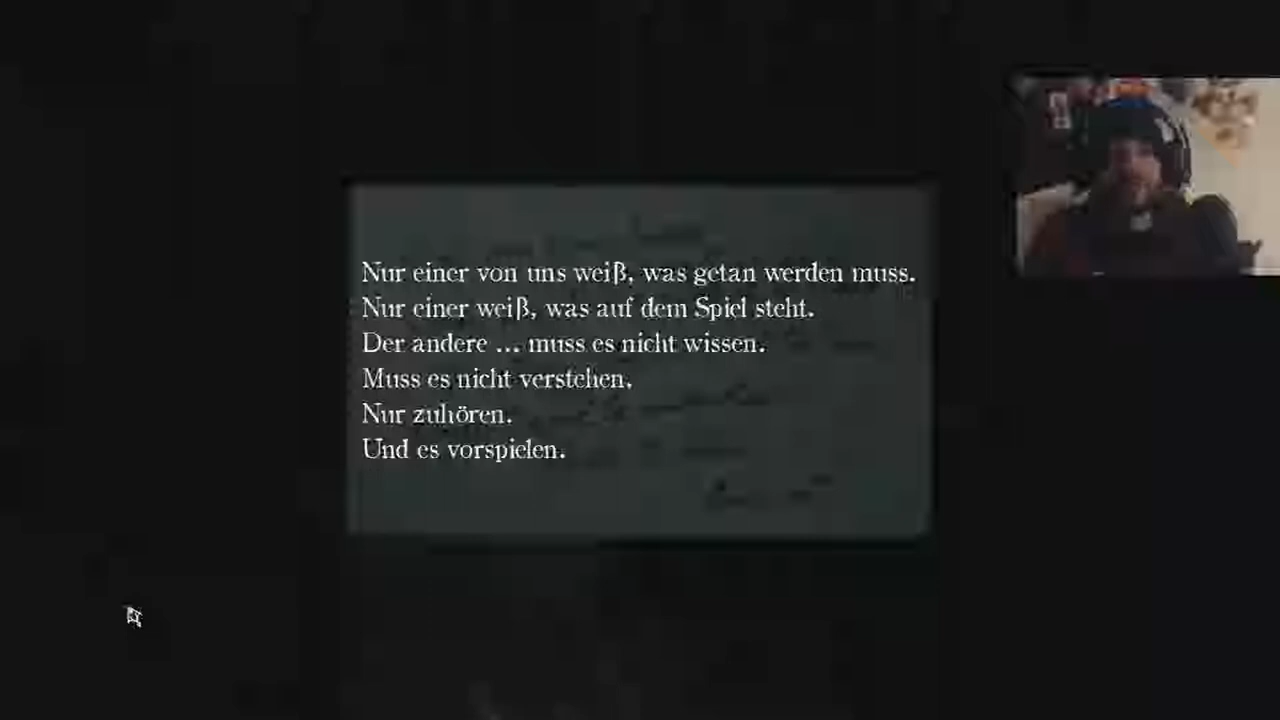 Nur einer von uns weiß, was getan werden muss.
Nur einer weiß, was auf dem Spiel steht.
Der andere ... muss es nicht wissen.
Muss es nicht verstehen.
Nur zuhören.
Und es vorspielen.